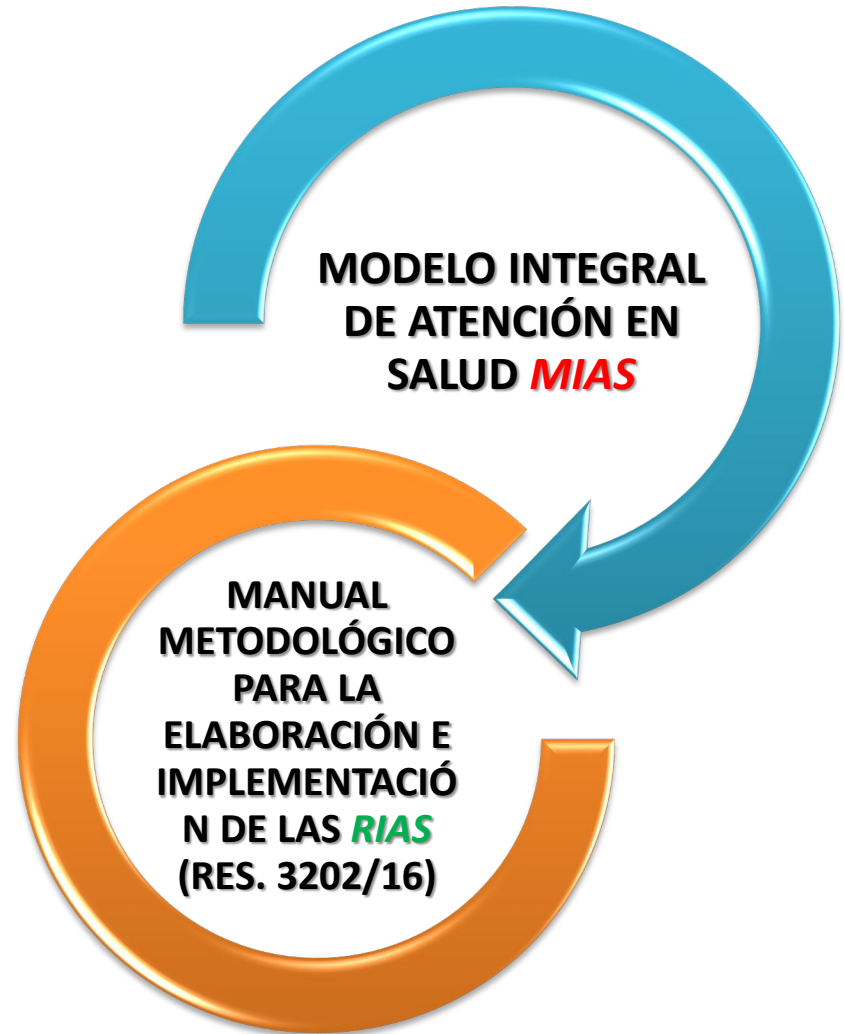 MODELO INTEGRAL
DE ATENCIÓN EN
SALUD MIAS
MANUAL
METODOLÓGICO
PARA LA
ELABORACIÓN E
IMPLEMENTACIÓ
N DE LAS RIAS
(RES. 3202/16)